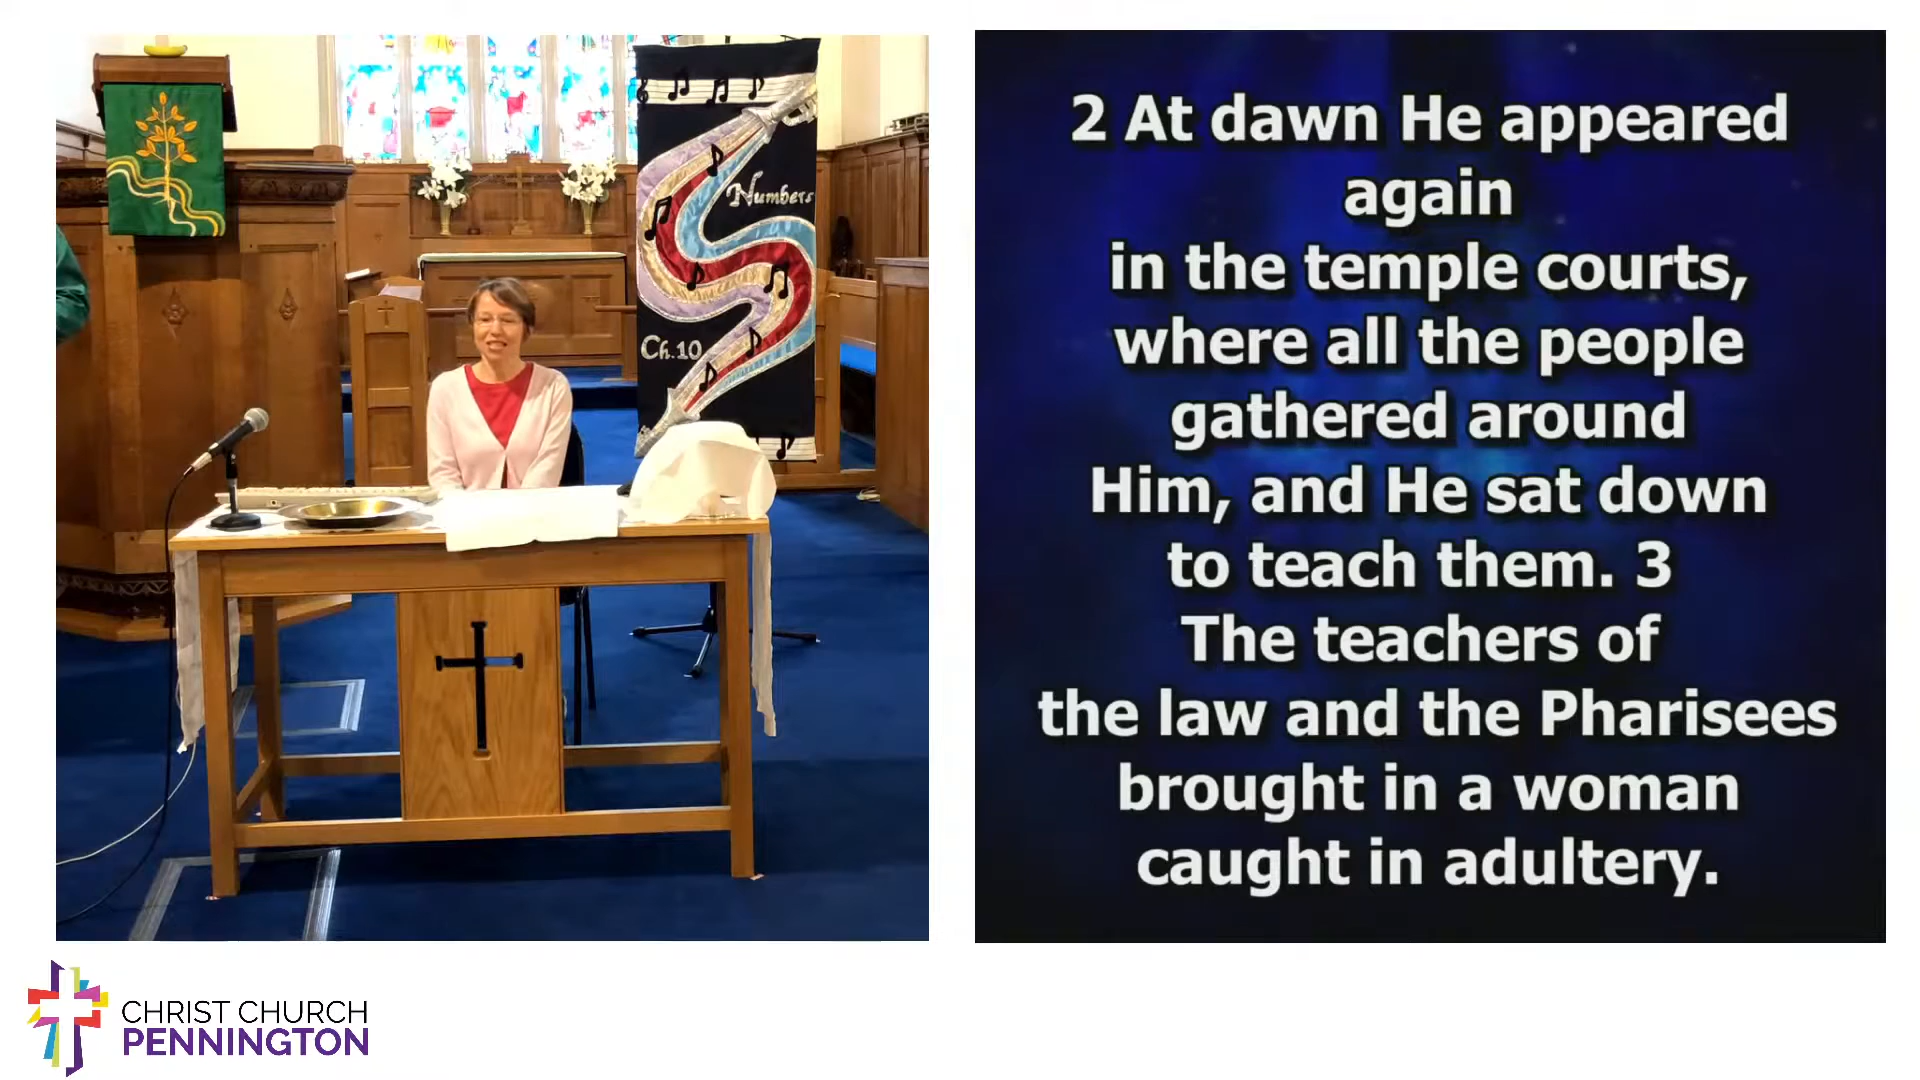 Numbers
Ch.10
2 At dawn He appeared
again
in the temple courts,
where all the people
gathered around
Him, and He sat down
to teach them. 3
The teachers of
the law and the Pharisees
brought in a woman
caught in adultery.
CHRIST CHURCH
PENNINGTON